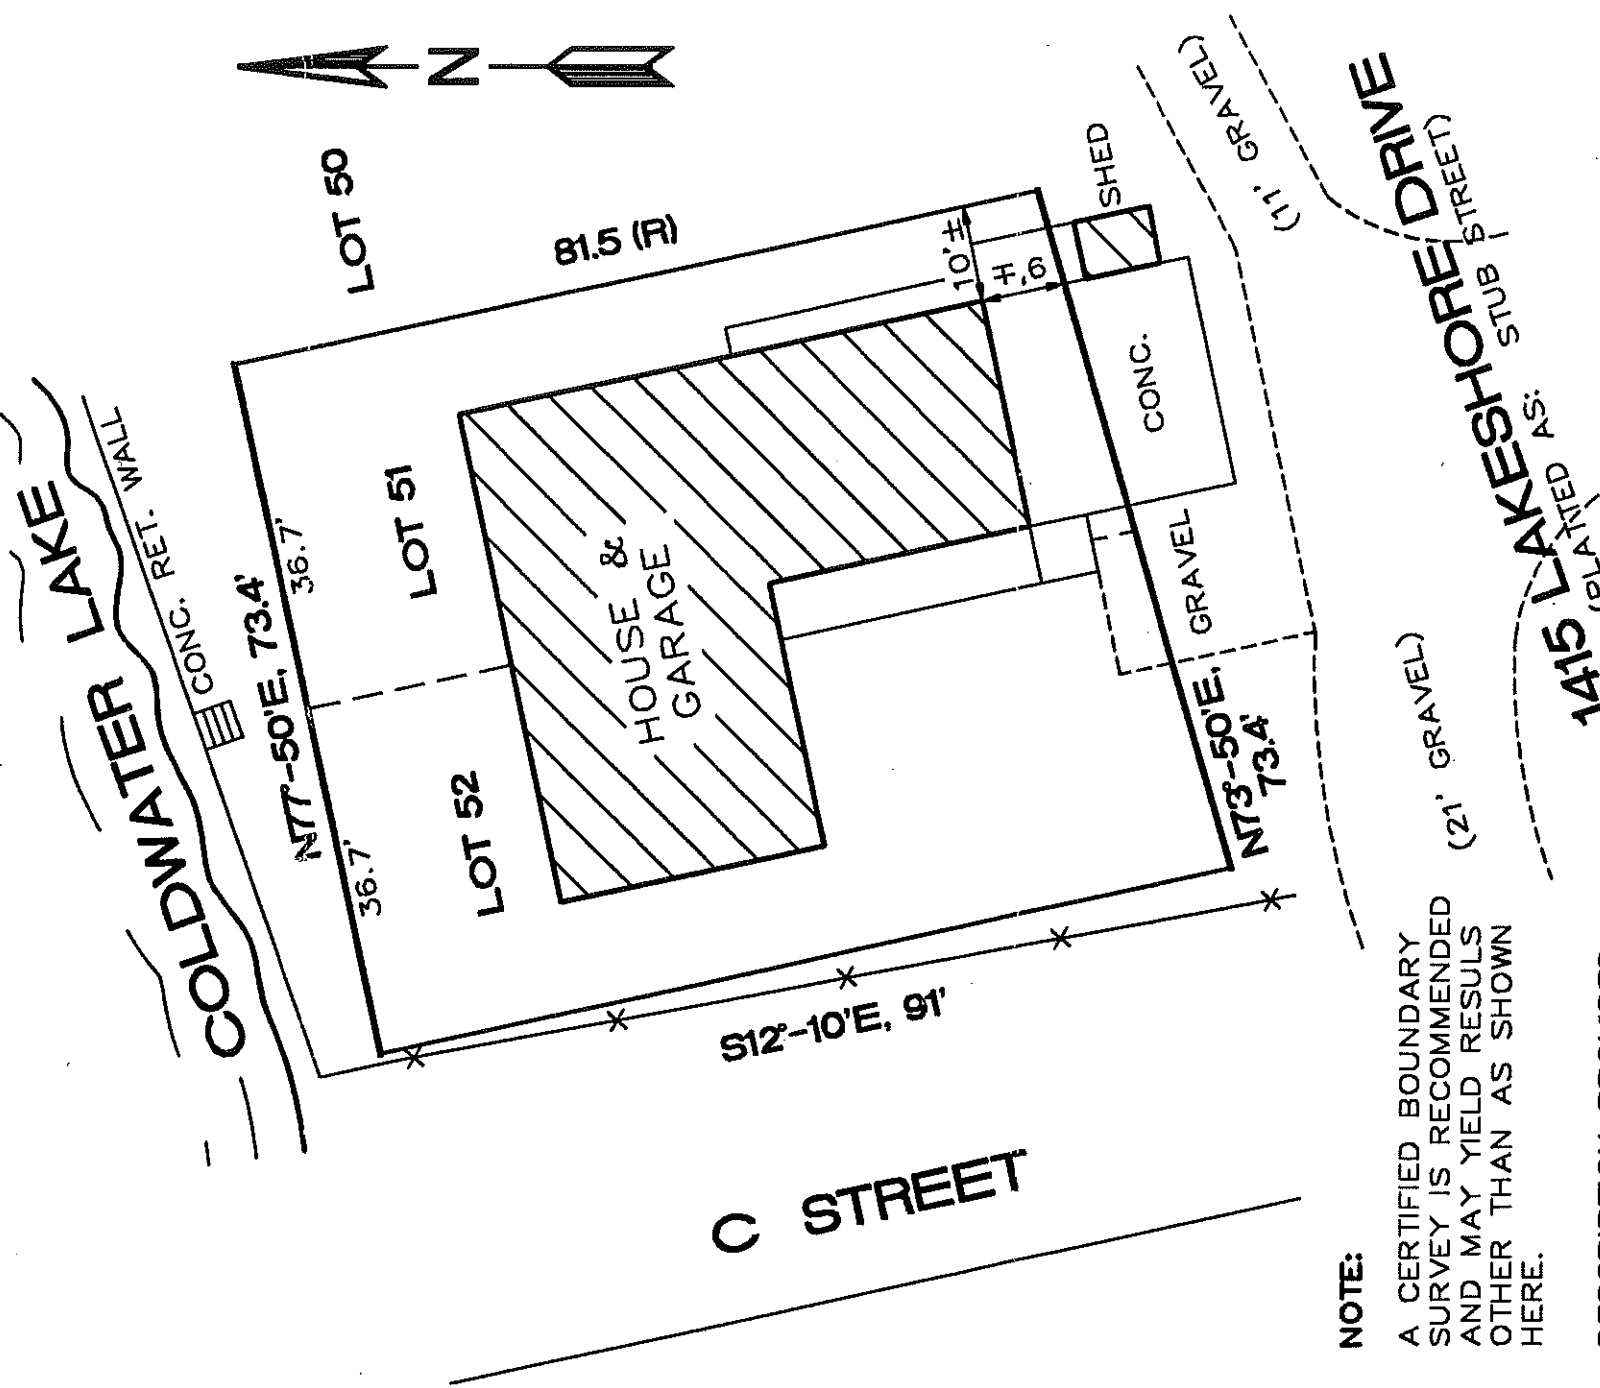 N
LOT 50
COLDWATER LAKE
CONC. RET. WALL
N77°-50'E, 73.4'
36.7'
36.7'
LOT 52
LOT 51
81.5 (R)
HOUSE &
GARAGE
10'±
9'±
SHED
S12°-10'E, 91'
C STREET
CONC.
GRAVEL
N73°-50'E,
73.4'
(21' GRAVEL)
(11' GRAVEL)
1415 LAKESHORE DRIVE
(PLATTED AS: STUB STREET)
NOTE:
A CERTIFIED BOUNDARY
SURVEY IS RECOMMENDED
AND MAY YIELD RESULS
OTHER THAN AS SHOWN
HERE.